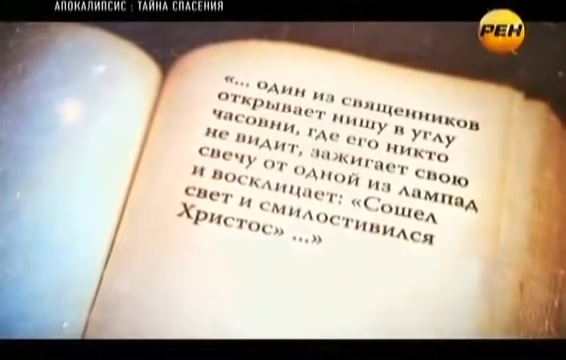 АПОКАЛИПСИС : ТАЙНА СПАСЕНИЯ
РЕН
«... один из священников
открывает нишу в углу
часовни, где его никто
не видит, зажигает свою
свечу от одной из лампад
и восклицает: «Сошел
свет и смилостивился
Христос» ...»